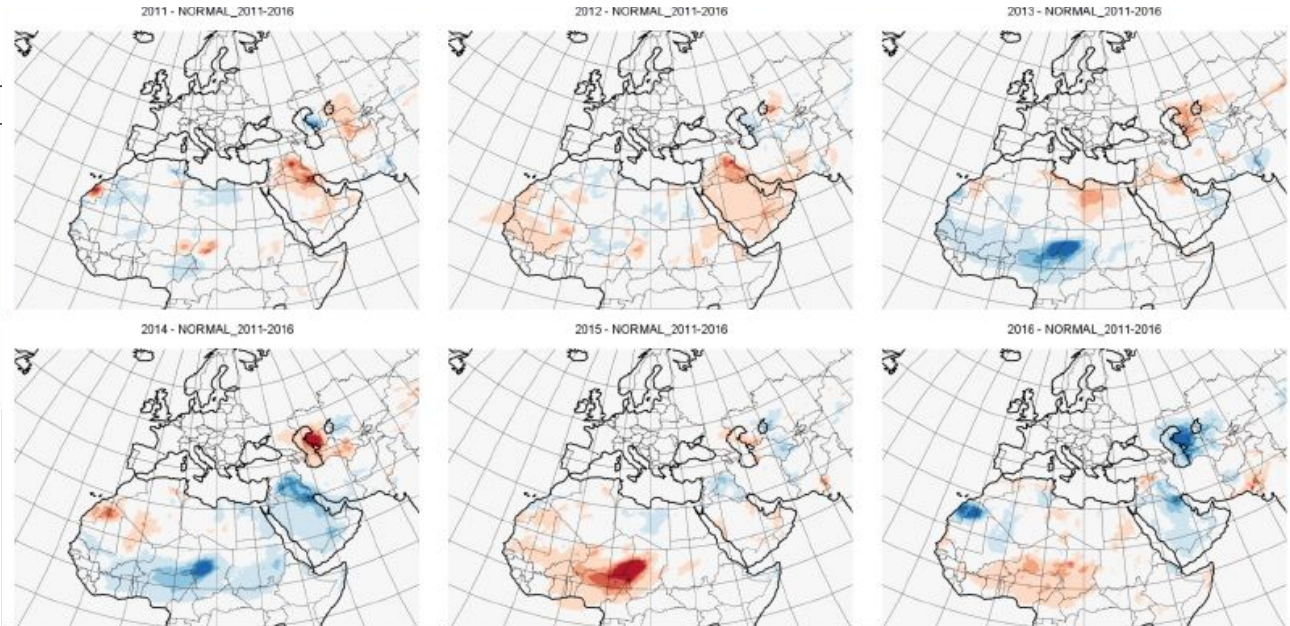 2011 - NORMAL_2011-2016
2012 - NORMAL_2011-2016
2013 - NORMAL_2011-2016
2014 - NORMAL_2011-2016
2015 - NORMAL_2011-2016
2016 - NORMAL_2011-2016